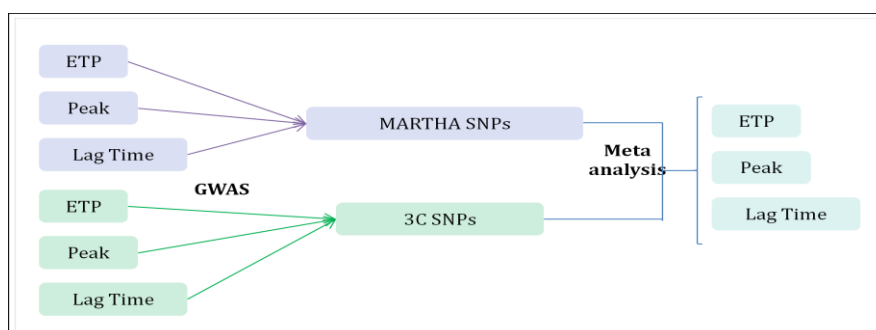 ETP
Peak
Lag Time
MARTHA SNPs
GWAS
ETP
Peak
Lag Time
3C SNPs
Meta
analysis
ETP
Peak
Lag Time